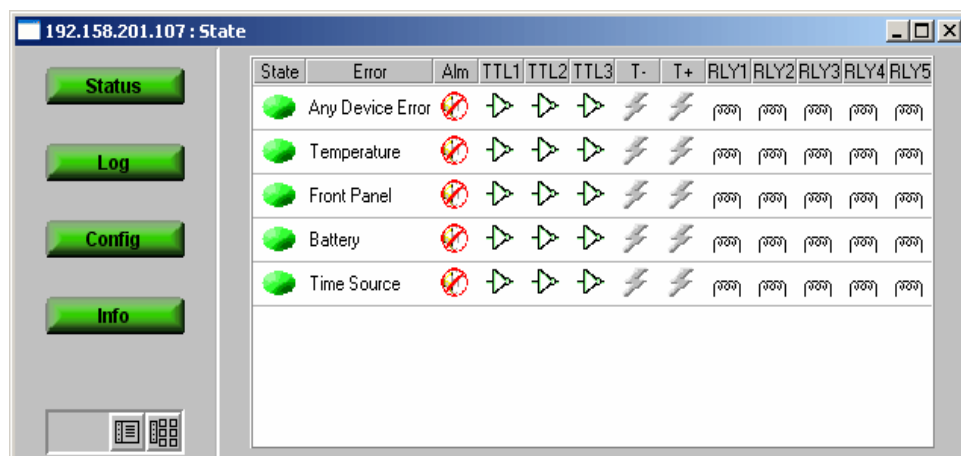 192.158.201.107 : State
Status
Log
Config
Info
State Error Alm TTL1 TTL2 TTL3 T- T+ RLY1 RLY2 RLY3 RLY4 RLY5
Any Device Error
Temperature
Front Panel
Battery
Time Source